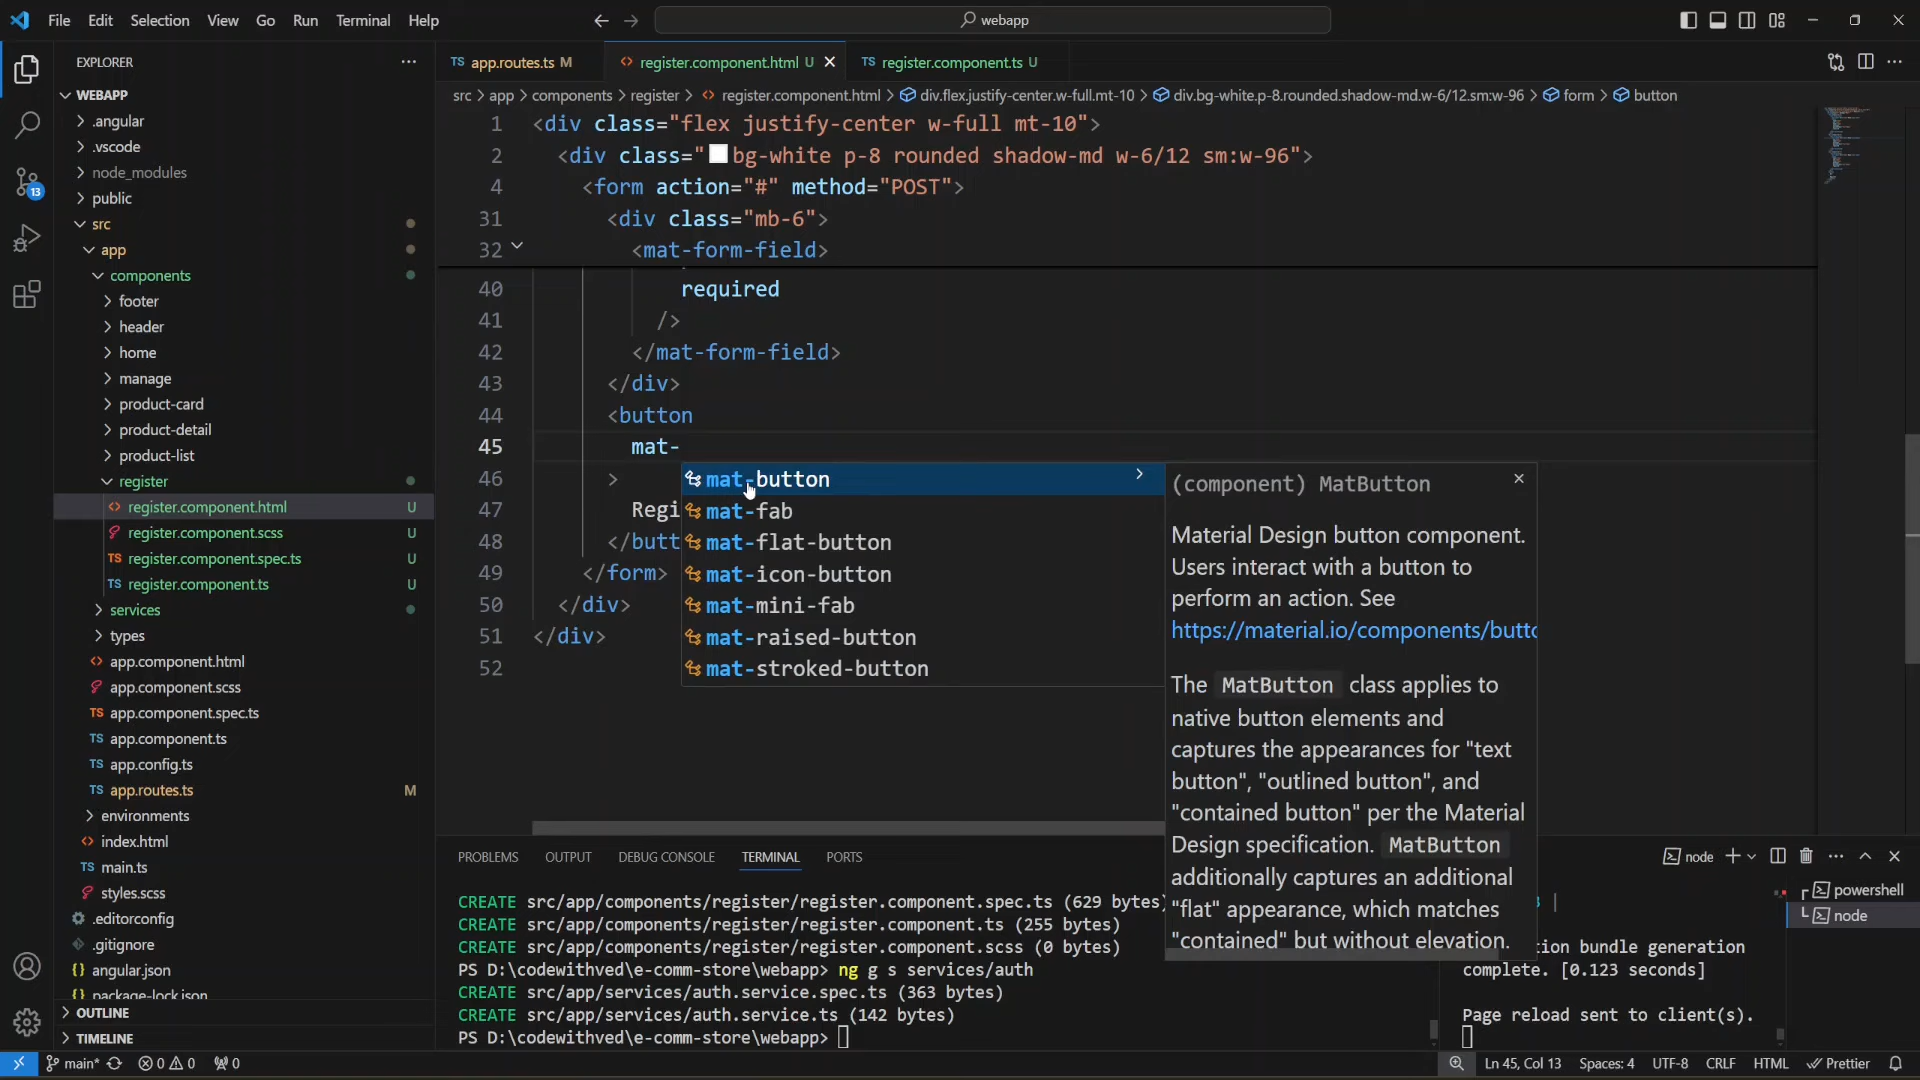 File Edit Selection View Go Run Terminal Help
webapp
EXPLORER
WEBAPP
.angular
.vscode
node_modules
public
src
app
components
footer
header
home
manage
product-card
product-detail
product-list
register
register.component.html U
register.component.scss U
register.component.spec.ts U
register.component.ts U
services
types
app.component.html
app.component.scss
app.component.spec.ts
app.component.ts
app.config.ts
app.routes.ts M
environments
index.html
main.ts
styles.scss
.editorconfig
.gitignore
angular.json
package-lock.json
OUTLINE
TIMELINE
13
TS app.routes.ts M
<> register.component.html U
TS register.component.ts U
src > app > components > register > <> register.component.html > div.flex.justify-center.w-full.mt-10 > div.bg-white.p-8.rounded.shadow-md.w-6/12.sm:w-96 > form > button
1 <div class="flex justify-center w-full mt-10">
2 <div class="bg-white p-8 rounded shadow-md w-6/12 sm:w-96">
4 <form action="#" method="POST">
31 <div class="mb-6">
32 <mat-form-field>
40 required
41 />
42 </mat-form-field>
43 </div>
44 <button
45 mat-
46 >
47 Regi
48 </butt
49 </form>
50 </div>
51 </div>
52
mat-button
mat-fab
mat-flat-button
mat-icon-button
mat-mini-fab
mat-raised-button
mat-stroked-button
(component) MatButton
Material Design button component.
Users interact with a button to
perform an action. See
https://material.io/components/butto
The MatButton class applies to
native button elements and
captures the appearances for "text
button", "outlined button", and
"contained button" per the Material
Design specification. MatButton
additionally captures an additional
"flat" appearance, which matches
"contained" but without elevation.
PROBLEMS OUTPUT DEBUG CONSOLE TERMINAL PORTS
node
CREATE src/app/components/register/register.component.spec.ts (629 bytes)
CREATE src/app/components/register/register.component.ts (255 bytes)
CREATE src/app/components/register/register.component.scss (0 bytes)
PS D:\codewithved\e-comm-store\webapp> ng g s services/auth
CREATE src/app/services/auth.service.spec.ts (363 bytes)
CREATE src/app/services/auth.service.ts (142 bytes)
PS D:\codewithved\e-comm-store\webapp>
tion bundle generation
complete. [0.123 seconds]
Page reload sent to client(s).
powershell
node
main* 0 0 0
Ln 45, Col 13 Spaces: 4 UTF-8 CRLF HTML Prettier